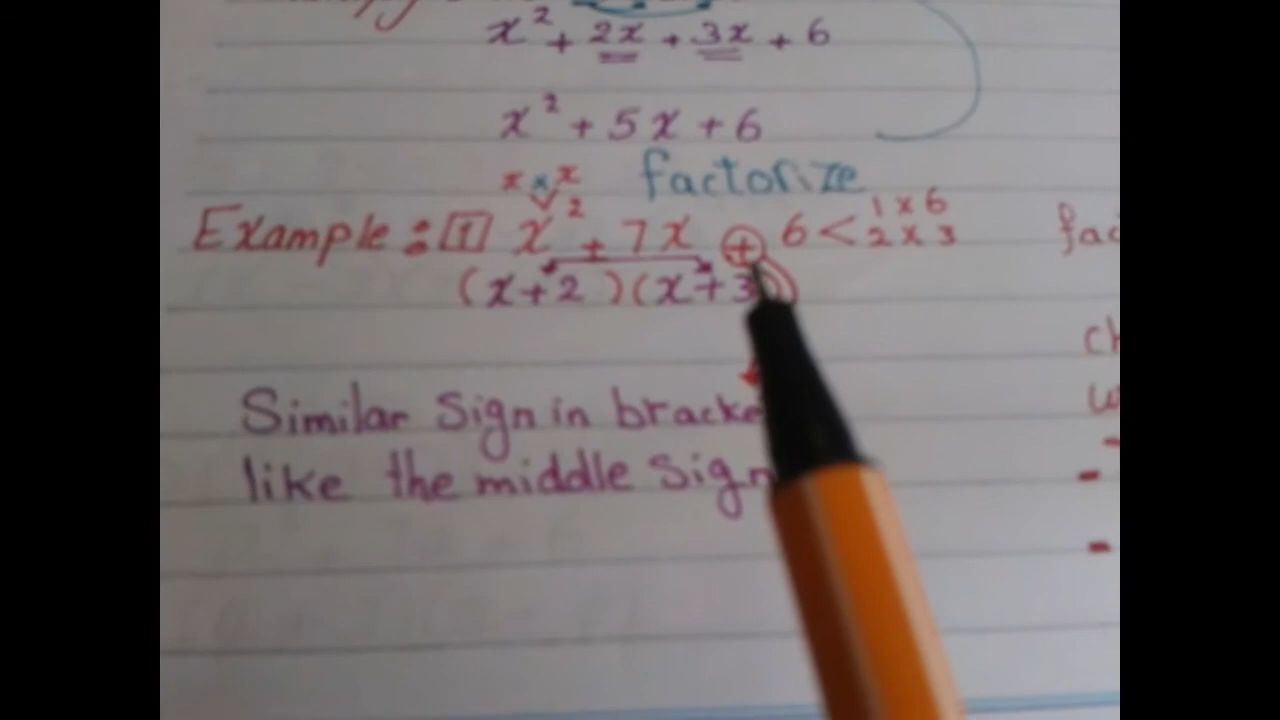 x² + 2x + 3x + 6
x² + 5x + 6
factorize
x x x
Example : 1 x² + 7x + 6 < 1 x 6
2 x 3
(x + 2) (x + 3)
Similar Sign in
like the middle Sign